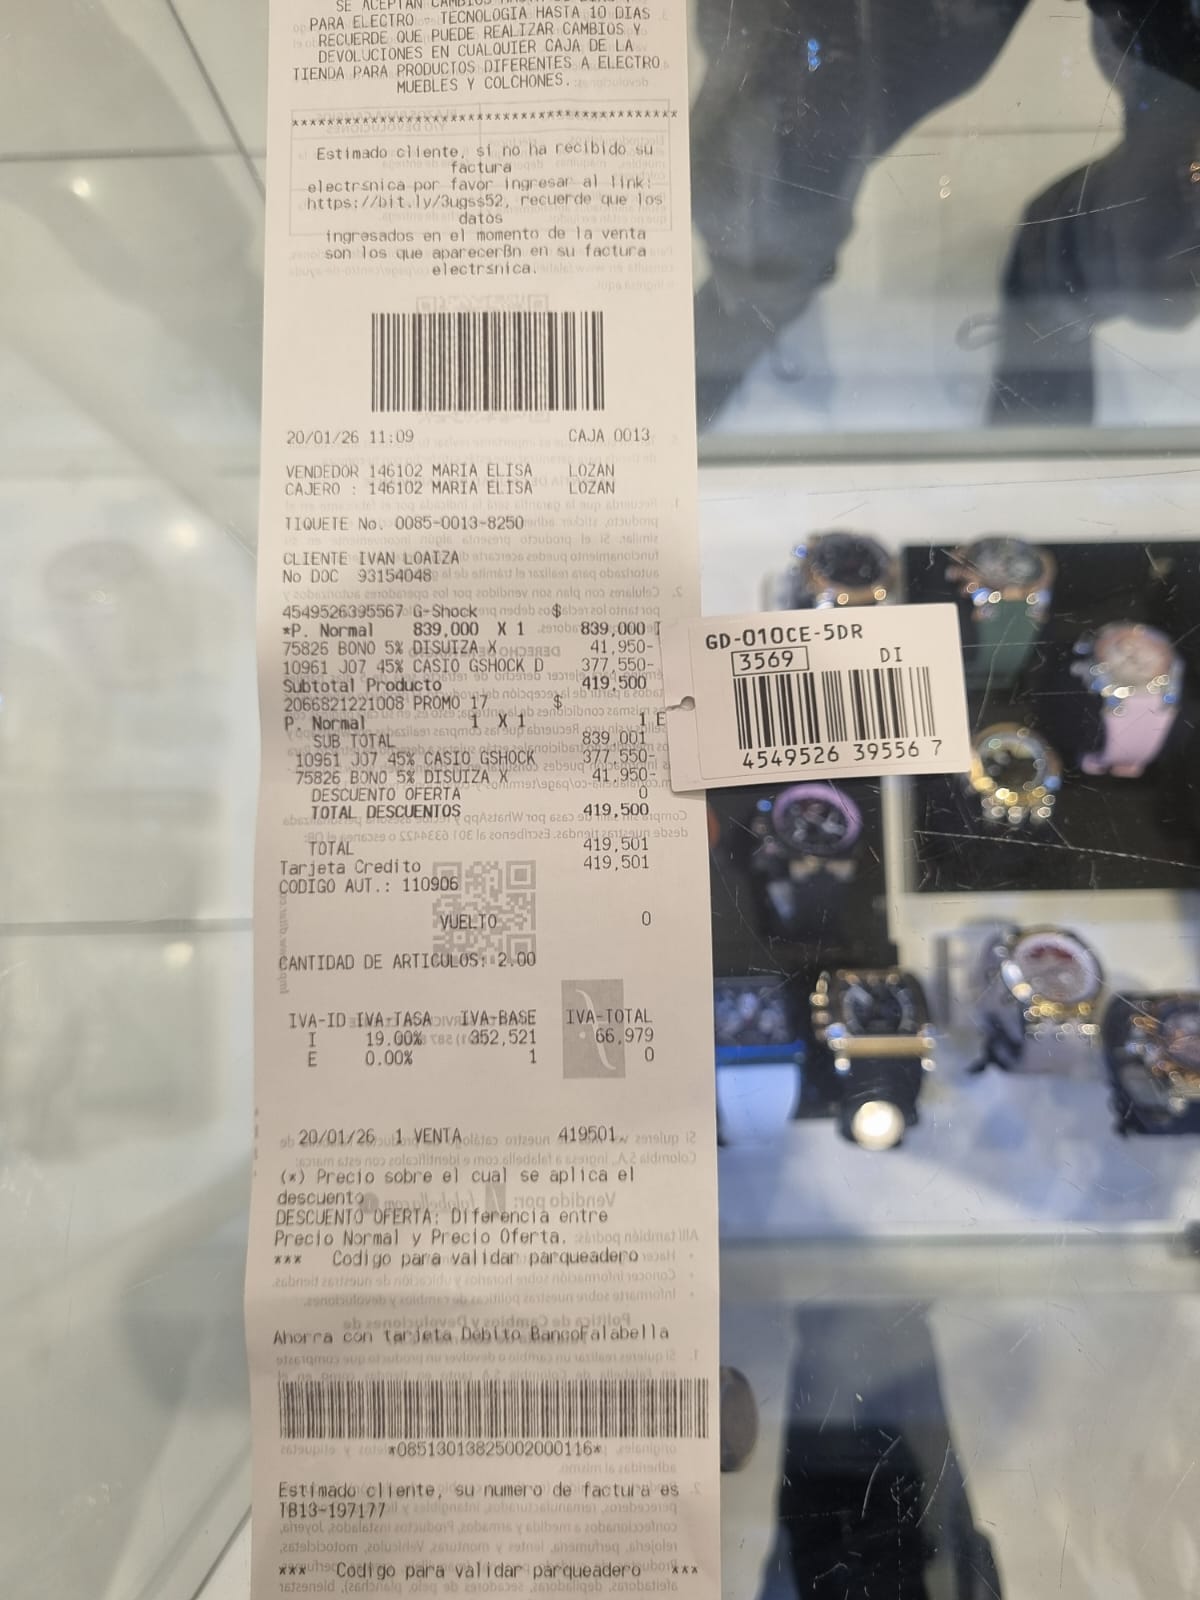 SE ACEPTAN CAMBIOS
PARA ELECTRO TECNOLOGIA HASTA 10 DIAS
RECUERDE QUE PUEDE REALIZAR CAMBIOS Y
DEVOLUCIONES EN CUALQUIER CAJA DE LA
TIENDA PARA PRODUCTOS DIFERENTES A ELECTRO
MUEBLES Y COLCHONES.
******************************************
Estimado cliente, si no ha recibido su
factura
electrsnica por favor ingresar al link:
https://bit.ly/3ugss52, recuerde que los
datos
ingresados en el momento de la venta
son los que aparecerßn en su factura
electrsnica.
20/01/26 11:09 CAJA 0013
VENDEDOR 146102 MARIA ELISA LOZAN
CAJERO : 146102 MARIA ELISA LOZAN
TIQUETE No. 0085-0013-8250
CLIENTE IVAN LOAIZA
No DOC 93154048
4549526395567 G-Shock $
*P. Normal 839,000 X 1 839,000 I
75826 BONO 5% DISUIZA X 41,950-
10961 J07 45% CASIO GSHOCK D 377,550-
Subtotal Producto 419,500
2066821221008 PROMO 17 $
P. Normal 1 X 1 1 E
SUB TOTAL 839,001
10961 J07 45% CASIO GSHOCK 377,550-
75826 BONO 5% DISUIZA X 41,950-
DESCUENTO OFERTA 0
TOTAL DESCUENTOS 419,500
TOTAL 419,501
Tarjeta Credito 419,501
CODIGO AUT.: 110906
VUELTO 0
CANTIDAD DE ARTICULOS: 2.00
IVA-ID IVA-TASA IVA-BASE IVA-TOTAL
I 19.00% 352,521 66,979
E 0.00% 1 0
20/01/26 1 VENTA 419501
(*) Precio sobre el cual se aplica el
descuento
DESCUENTO OFERTA: Diferencia entre
Precio Normal y Precio Oferta.
*** Codigo para validar parqueadero
Ahorra con tarjeta Débito BancoFalabella
*08513013825002000116*
Estimado cliente, su numero de factura es
TB13-197177
*** Codigo para validar parqueadero ***
GD-010CE-5DR
3569 DI
4549526 39556 7